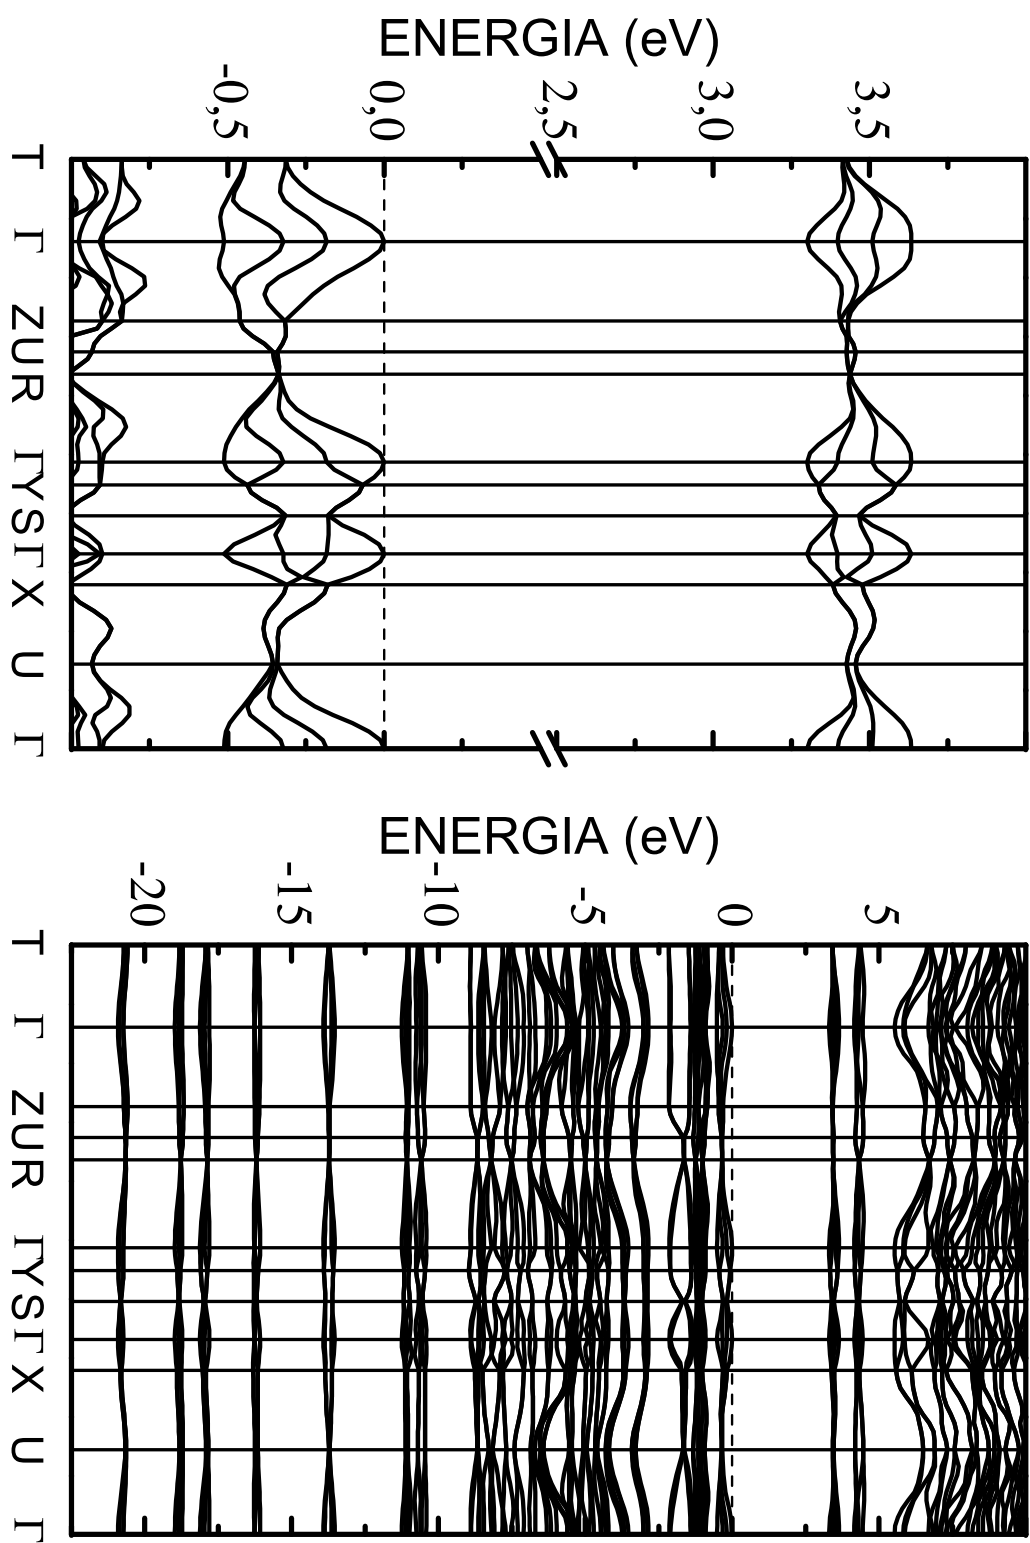 ENERGIA (eV)
-0,5 0,0 2,5 3,0 3,5
T Γ Z U R Γ Y S Γ X U Γ
ENERGIA (eV)
-20 -15 -10 -5 0 5
T Γ Z U R Γ Y S Γ X U Γ